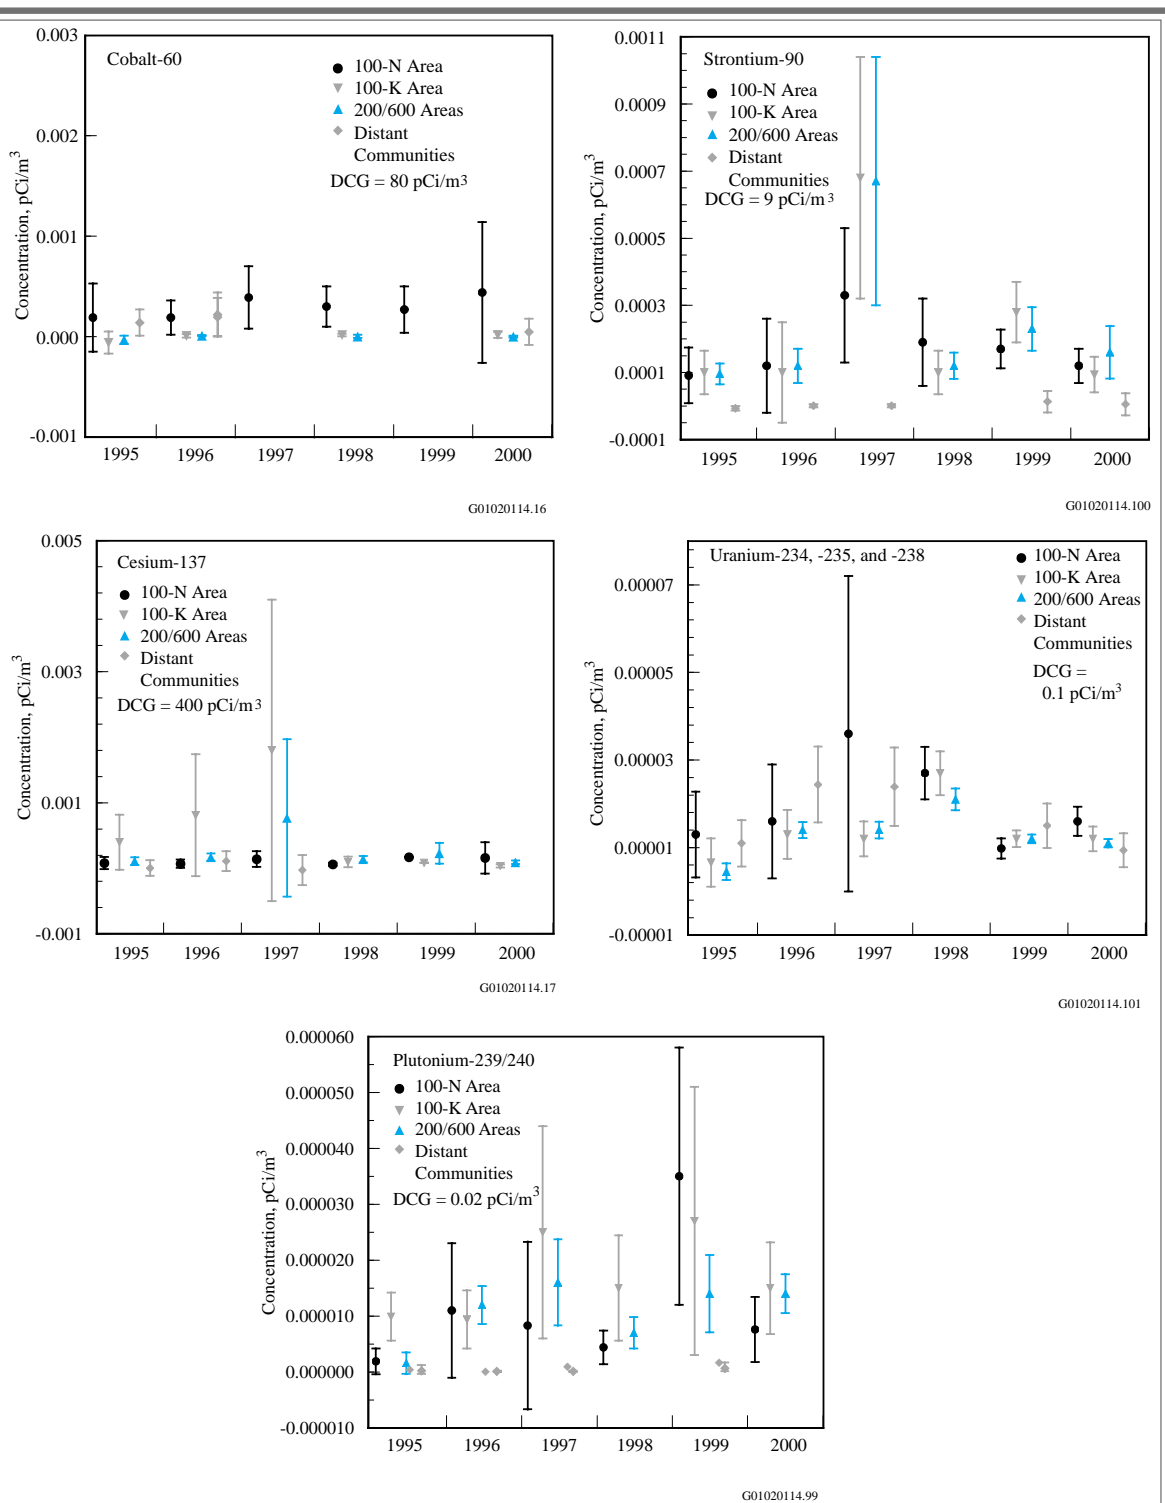 Cobalt-60
100-N Area
100-K Area
200/600 Areas
Distant
Communities
DCG = 80 pCi/m3
Concentration, pCi/m3
0.003
0.002
0.001
0.000
-0.001
1995 1996 1997 1998 1999 2000
G01020114.16
Strontium-90
100-N Area
100-K Area
200/600 Areas
Distant
Communities
DCG = 9 pCi/m3
Concentration, pCi/m3
0.0011
0.0009
0.0007
0.0005
0.0003
0.0001
-0.0001
1995 1996 1997 1998 1999 2000
G01020114.100
Cesium-137
100-N Area
100-K Area
200/600 Areas
Distant
Communities
DCG = 400 pCi/m3
Concentration, pCi/m3
0.005
0.003
0.001
-0.001
1995 1996 1997 1998 1999 2000
G01020114.17
Uranium-234, -235, and -238
100-N Area
100-K Area
200/600 Areas
Distant
Communities
DCG =
0.1 pCi/m3
Concentration, pCi/m3
0.00007
0.00005
0.00003
0.00001
-0.00001
1995 1996 1997 1998 1999 2000
G01020114.101
Plutonium-239/240
100-N Area
100-K Area
200/600 Areas
Distant
Communities
DCG = 0.02 pCi/m3
Concentration, pCi/m3
0.000060
0.000050
0.000040
0.000030
0.000020
0.000010
0.000000
-0.000010
1995 1996 1997 1998 1999 2000
G01020114.99